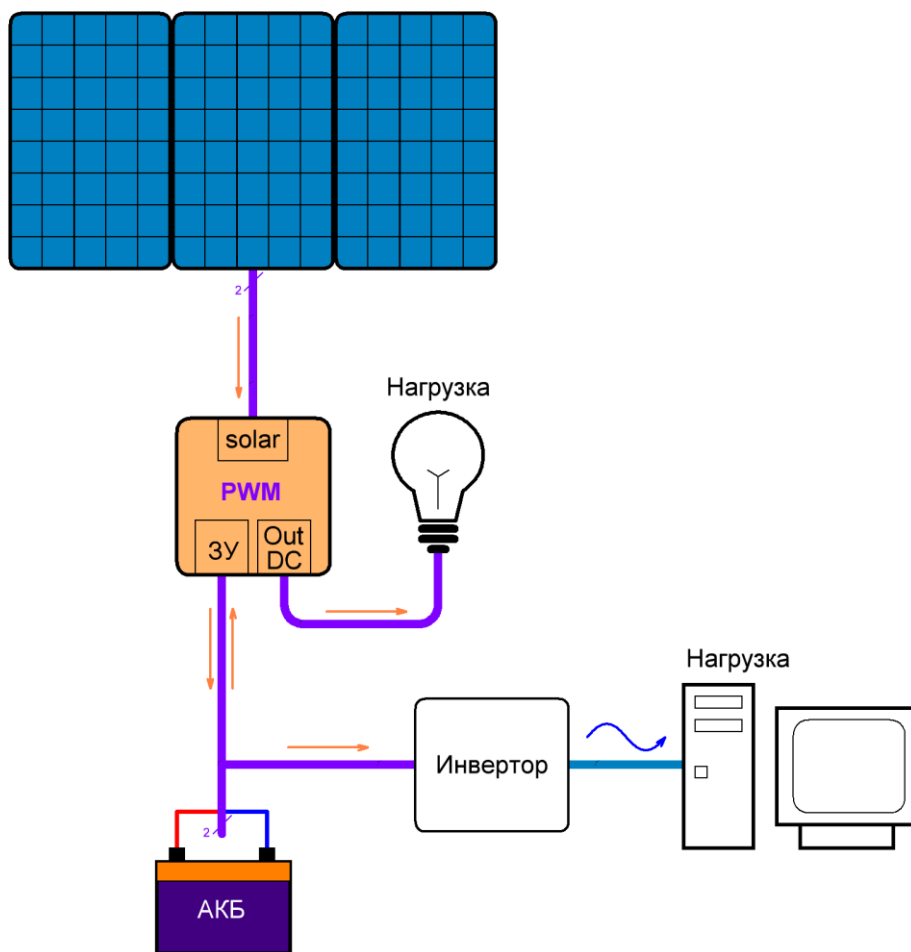 2
Нагрузка
solar
PWM
ЗУ
Out
DC
Нагрузка
Инвертор
2
АКБ